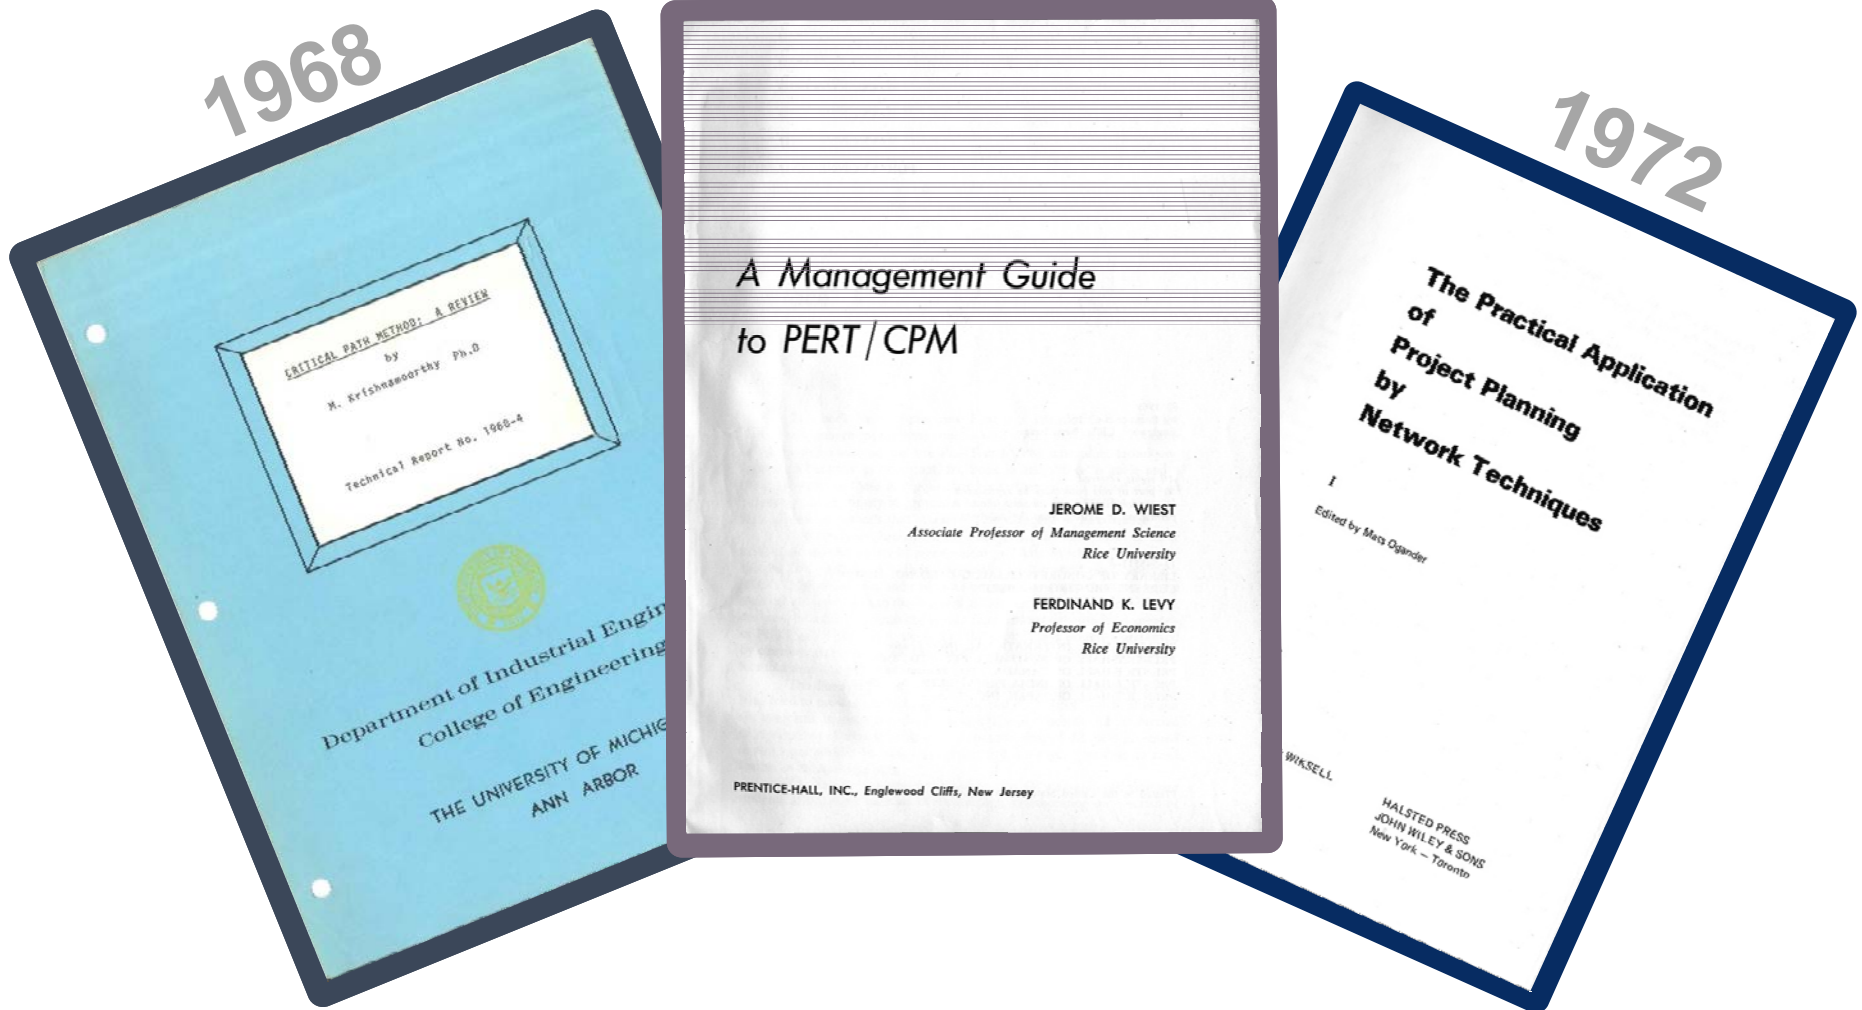 1968
CRITICAL PATH METHOD: A REVIEW
by
M. Krishnamoorthy Ph.D
Technical Report No. 1968-4
Department of Industrial Engin
College of Engineering
THE UNIVERSITY OF MICHIG
ANN ARBOR
A Management Guide
to PERT/CPM
JEROME D. WIEST
Associate Professor of Management Science
Rice University
FERDINAND K. LEVY
Professor of Economics
Rice University
PRENTICE-HALL, INC., Englewood Cliffs, New Jersey
1972
The Practical Application
of
Project Planning
by
Network Techniques
I
Edited by Mats Ogander
WIKSELL
HALSTED PRESS
JOHN WILEY & SONS
New York – Toronto